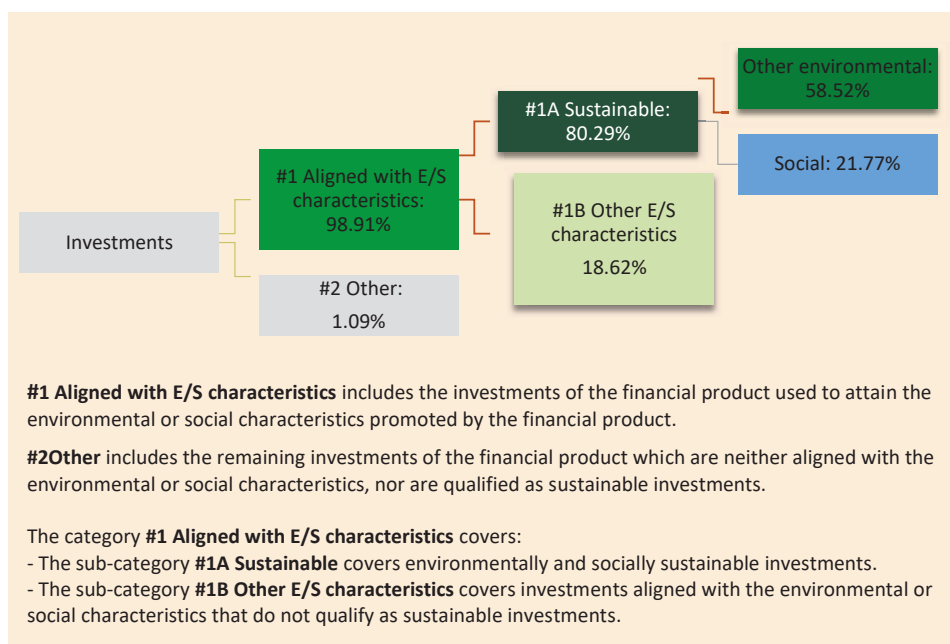 Other environmental:
58.52%
#1A Sustainable:
80.29%
Social: 21.77%
#1 Aligned with E/S
characteristics:
98.91%
#1B Other E/S
characteristics
18.62%
Investments
#2 Other:
1.09%
#1 Aligned with E/S characteristics includes the investments of the financial product used to attain the
environmental or social characteristics promoted by the financial product.
#2Other includes the remaining investments of the financial product which are neither aligned with the
environmental or social characteristics, nor are qualified as sustainable investments.
The category #1 Aligned with E/S characteristics covers:
- The sub-category #1A Sustainable covers environmentally and socially sustainable investments.
- The sub-category #1B Other E/S characteristics covers investments aligned with the environmental or
social characteristics that do not qualify as sustainable investments.